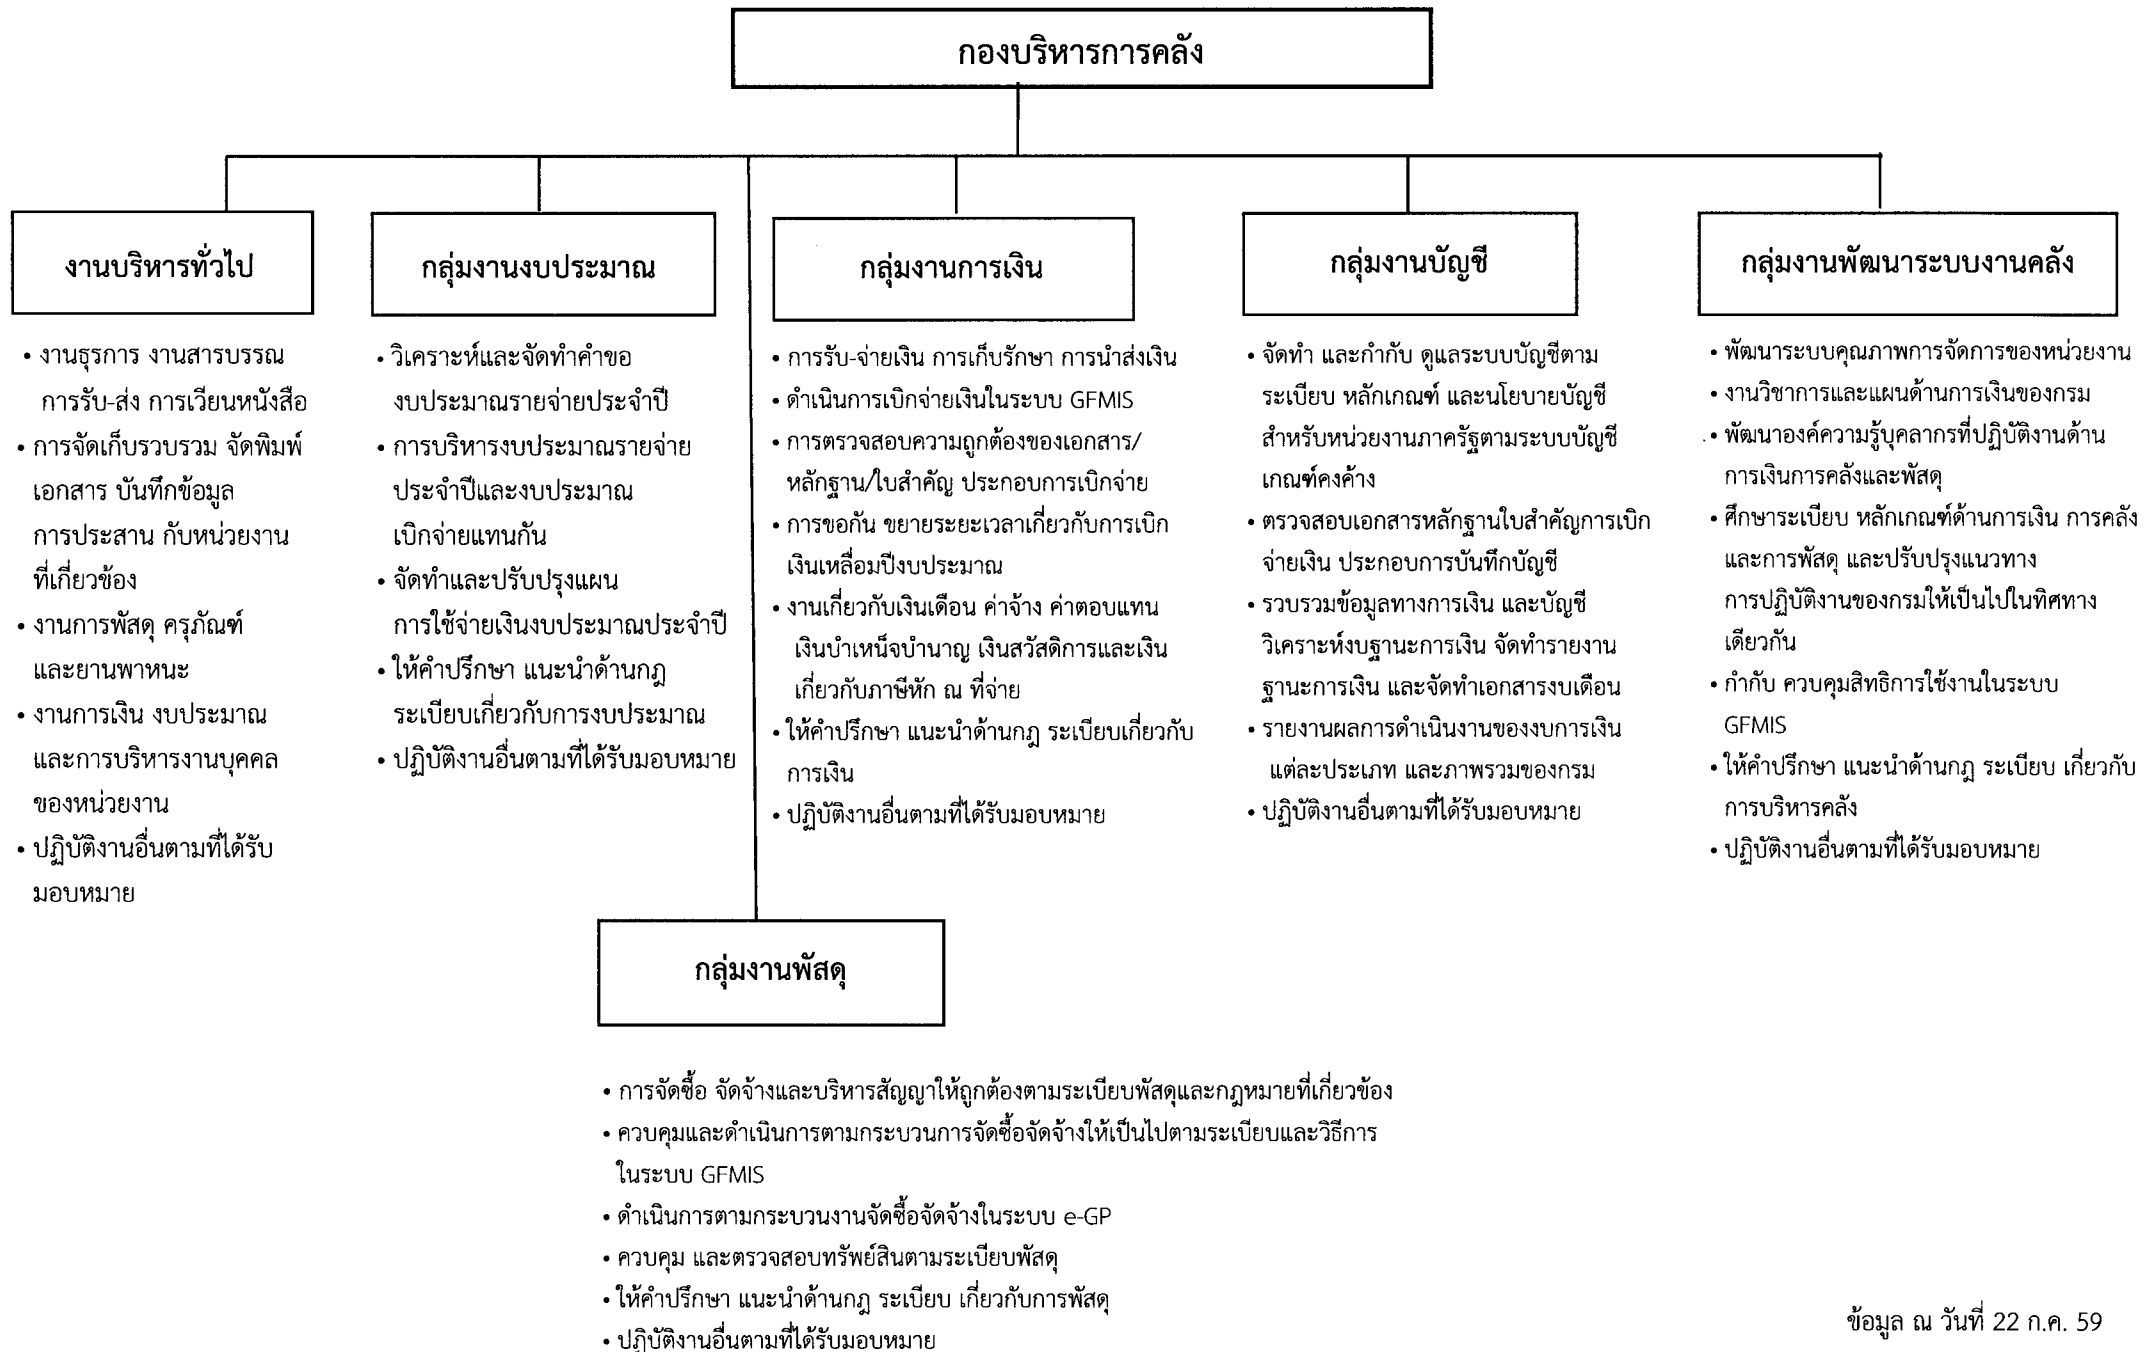 กองบริหารการคลัง
งานบริหารทั่วไป
• งานธุรการ งานสารบรรณ
การรับ-ส่ง การเวียนหนังสือ
• การจัดเก็บรวบรวม จัดพิมพ์
เอกสาร บันทึกข้อมูล
การประสาน กับหน่วยงาน
ที่เกี่ยวข้อง
• งานการพัสดุ ครุภัณฑ์
และยานพาหนะ
• งานการเงิน งบประมาณ
และการบริหารงานบุคคล
ของหน่วยงาน
• ปฏิบัติงานอื่นตามที่ได้รับ
มอบหมาย
กลุ่มงานงบประมาณ
• วิเคราะห์และจัดทำคำขอ
งบประมาณรายจ่ายประจำปี
• การบริหารงบประมาณรายจ่าย
ประจำปีและงบประมาณ
เบิกจ่ายแทนกัน
• จัดทำและปรับปรุงแผน
การใช้จ่ายเงินงบประมาณประจำปี
• ให้คำปรึกษา แนะนำด้านกฎ
ระเบียบเกี่ยวกับการงบประมาณ
• ปฏิบัติงานอื่นตามที่ได้รับมอบหมาย
กลุ่มงานการเงิน
• การรับ-จ่ายเงิน การเก็บรักษา การนำส่งเงิน
• ดำเนินการเบิกจ่ายเงินในระบบ GFMIS
• การตรวจสอบความถูกต้องของเอกสาร/
หลักฐาน/ใบสำคัญ ประกอบการเบิกจ่าย
• การขอกัน ขยายระยะเวลาเกี่ยวกับการเบิก
เงินเหลื่อมปีงบประมาณ
• งานเกี่ยวกับเงินเดือน ค่าจ้าง ค่าตอบแทน
เงินบำเหน็จบำนาญ เงินสวัสดิการและเงิน
เกี่ยวกับภาษีหัก ณ ที่จ่าย
• ให้คำปรึกษา แนะนำด้านกฎ ระเบียบเกี่ยวกับ
การเงิน
• ปฏิบัติงานอื่นตามที่ได้รับมอบหมาย
กลุ่มงานบัญชี
• จัดทำ และกำกับ ดูแลระบบบัญชีตาม
ระเบียบ หลักเกณฑ์ และนโยบายบัญชี
สำหรับหน่วยงานภาครัฐตามระบบบัญชี
เกณฑ์คงค้าง
• ตรวจสอบเอกสารหลักฐานใบสำคัญการเบิก
จ่ายเงิน ประกอบการบันทึกบัญชี
• รวบรวมข้อมูลทางการเงิน และบัญชี
วิเคราะห์งบฐานะการเงิน จัดทำรายงาน
ฐานะการเงิน และจัดทำเอกสารงบเดือน
• รายงานผลการดำเนินงานของงบการเงิน
แต่ละประเภท และภาพรวมของกรม
• ปฏิบัติงานอื่นตามที่ได้รับมอบหมาย
กลุ่มงานพัฒนาระบบงานคลัง
• พัฒนาระบบคุณภาพการจัดการของหน่วยงาน
• งานวิชาการและแผนด้านการเงินของกรม
• พัฒนาองค์ความรู้บุคลากรที่ปฏิบัติงานด้าน
การเงินการคลังและพัสดุ
• ศึกษาระเบียบ หลักเกณฑ์ด้านการเงิน การคลัง
และการพัสดุ และปรับปรุงแนวทาง
การปฏิบัติงานของกรมให้เป็นไปในทิศทาง
เดียวกัน
• กำกับ ควบคุมสิทธิการใช้งานในระบบ
GFMIS
• ให้คำปรึกษา แนะนำด้านกฎ ระเบียบ เกี่ยวกับ
การบริหารคลัง
• ปฏิบัติงานอื่นตามที่ได้รับมอบหมาย
กลุ่มงานพัสดุ
• การจัดซื้อ จัดจ้างและบริหารสัญญาให้ถูกต้องตามระเบียบพัสดุและกฎหมายที่เกี่ยวข้อง
• ควบคุมและดำเนินการตามกระบวนการจัดซื้อจัดจ้างให้เป็นไปตามระเบียบและวิธีการ
ในระบบ GFMIS
• ดำเนินการตามกระบวนงานจัดซื้อจัดจ้างในระบบ e-GP
• ควบคุม และตรวจสอบทรัพย์สินตามระเบียบพัสดุ
• ให้คำปรึกษา แนะนำด้านกฎ ระเบียบ เกี่ยวกับการพัสดุ
• ปฏิบัติงานอื่นตามที่ได้รับมอบหมาย
ข้อมูล ณ วันที่ 22 ก.ค. 59